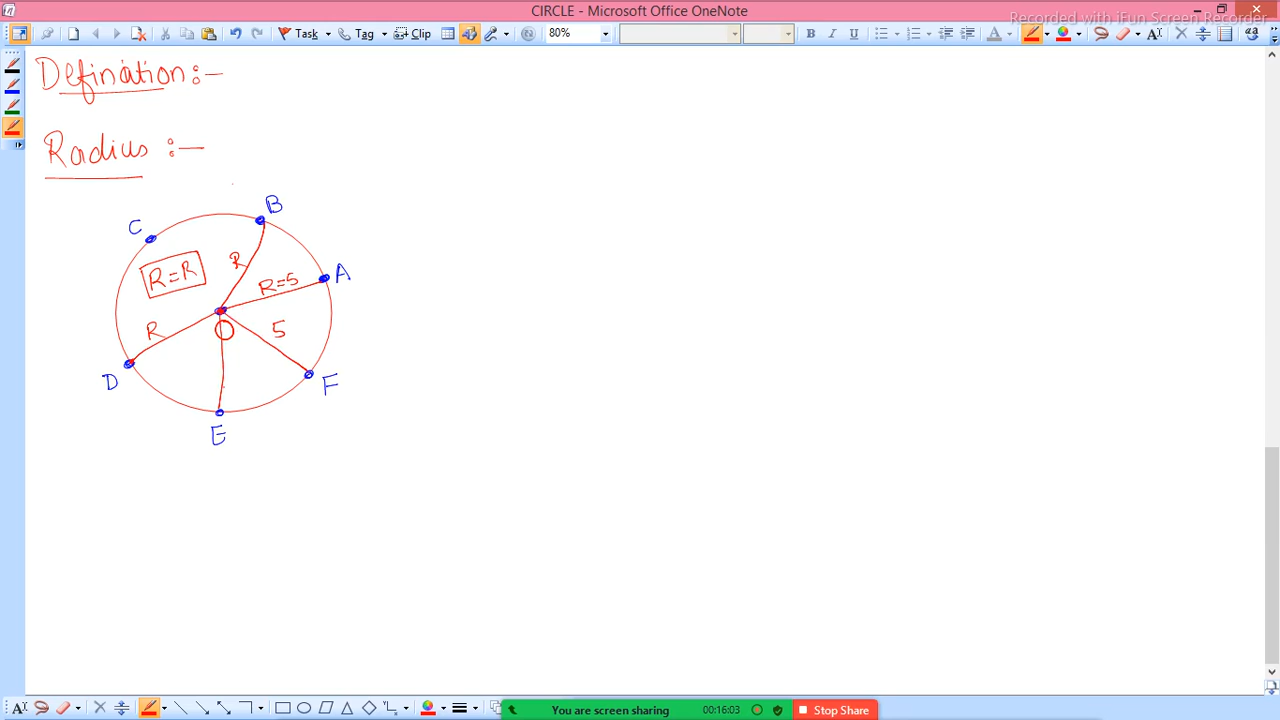 CIRCLE - Microsoft Office OneNote
Recorded with iFun Screen Recorder
Task
Tag
Clip
80%
B I U
A
Defination:-
Radius :-
B
C
R
A
R=R
R=5
R
O
5
D
F
E
You are screen sharing
00:16:03
Stop Share